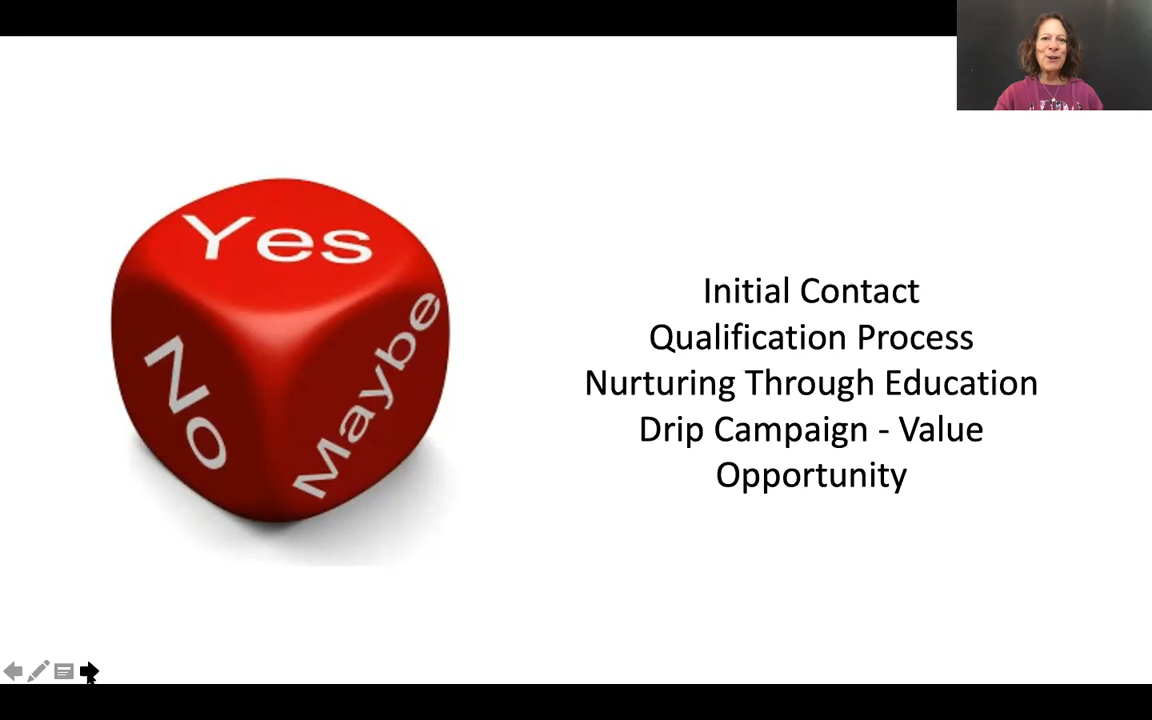 Yes
No
Maybe
Initial Contact
Qualification Process
Nurturing Through Education
Drip Campaign - Value
Opportunity